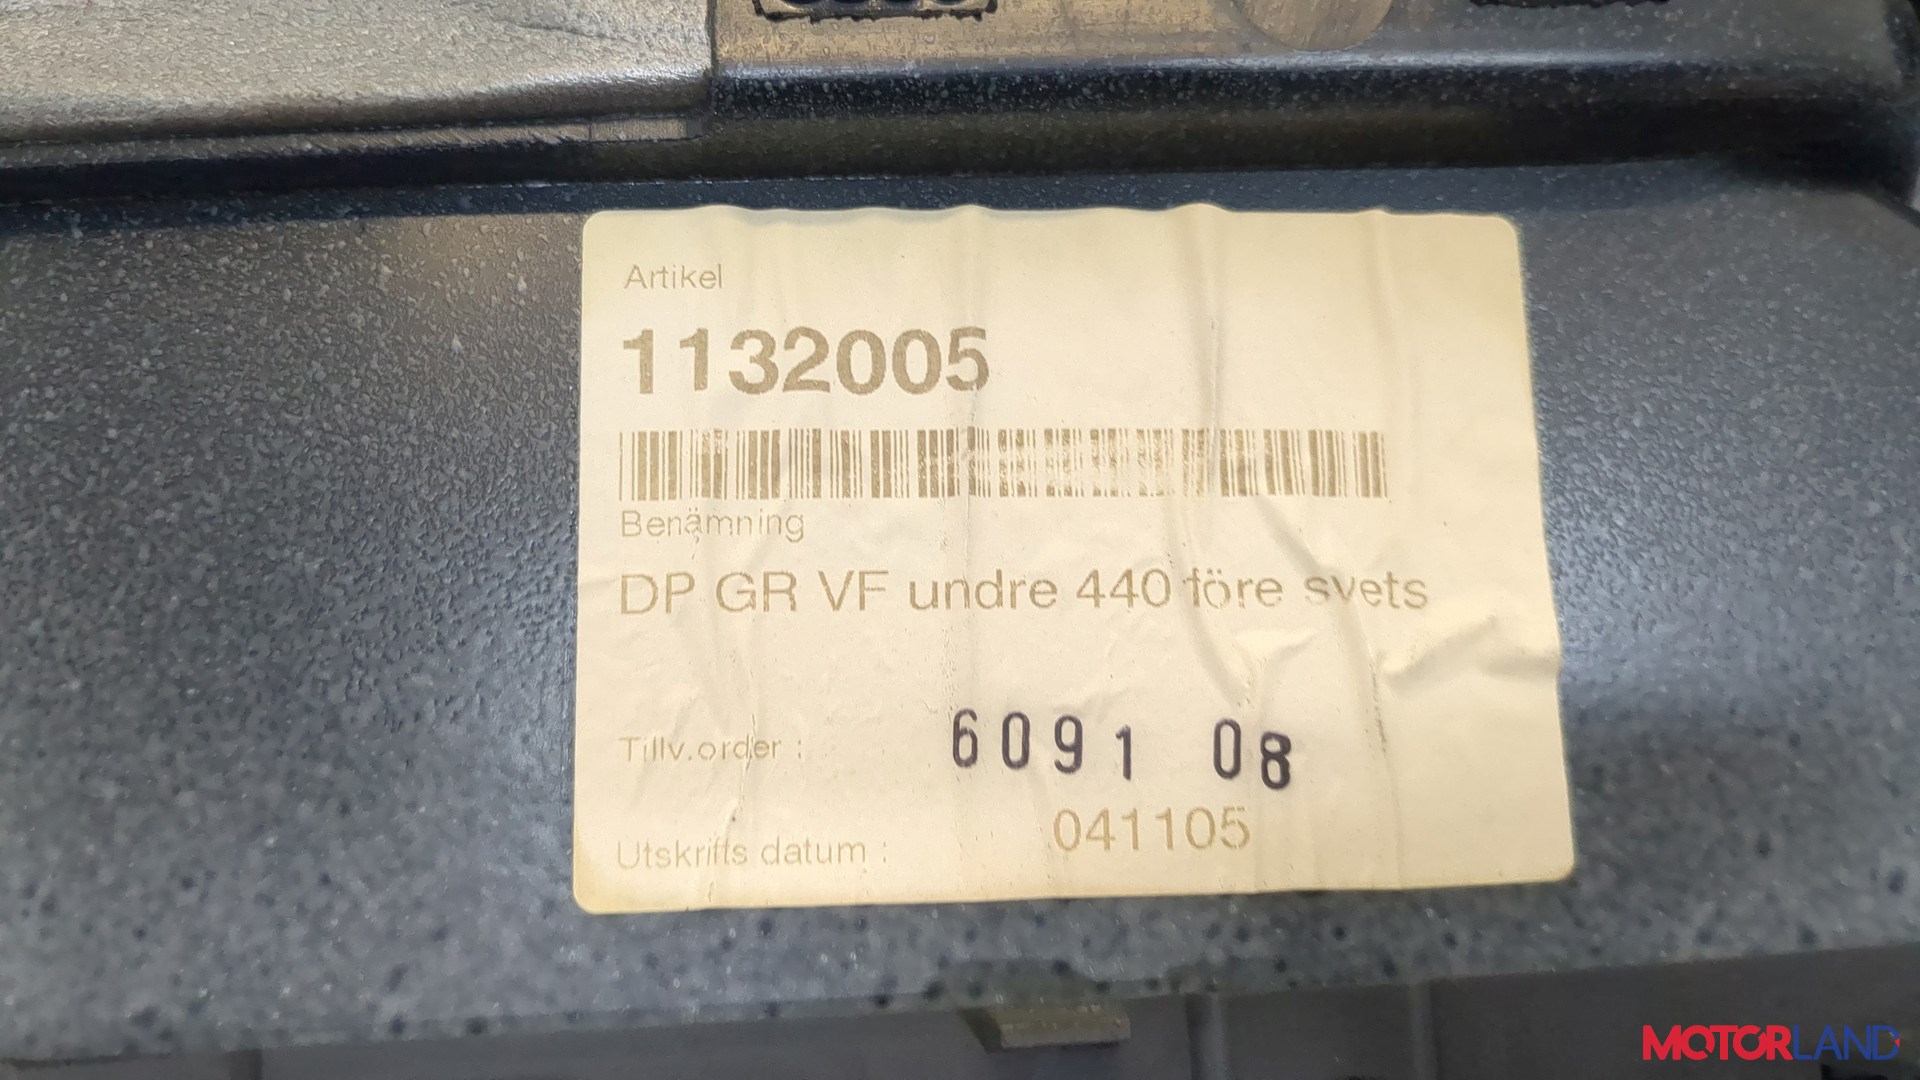 Artikel
1132005
Benämning
DP GR VF undre 440 före svets
Tillv.order : 6091 08
Utskrifts datum : 041105
MOTORLAND